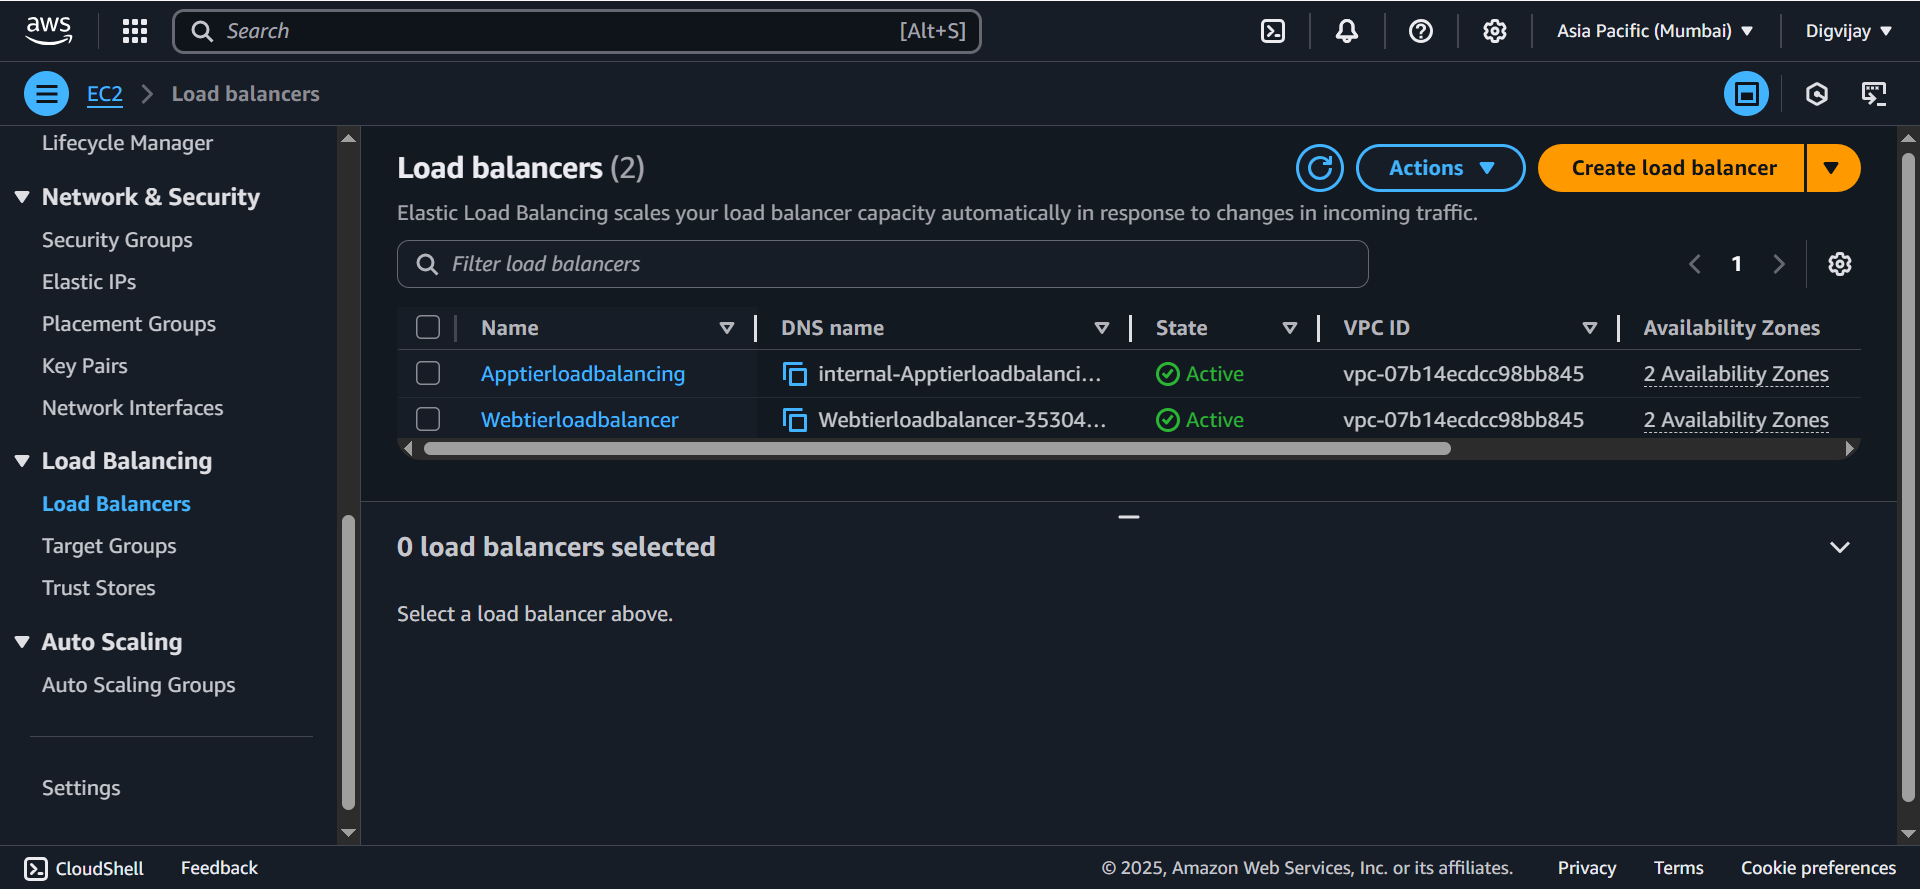 aws
Search [Alt+S]
Asia Pacific (Mumbai)
Digvijay
EC2 Load balancers
Lifecycle Manager
Network & Security
Security Groups
Elastic IPs
Placement Groups
Key Pairs
Network Interfaces
Load Balancing
Load Balancers
Target Groups
Trust Stores
Auto Scaling
Auto Scaling Groups
Settings
Load balancers (2)
Actions
Create load balancer
Elastic Load Balancing scales your load balancer capacity automatically in response to changes in incoming traffic.
Filter load balancers
1
Name DNS name State VPC ID Availability Zones
Apptierloadbalancing internal-Apptierloadbalanci... Active vpc-07b14ecdcc98bb845 2 Availability Zones
Webtierloadbalancer Webtierloadbalancer-35304... Active vpc-07b14ecdcc98bb845 2 Availability Zones
0 load balancers selected
Select a load balancer above.
CloudShell Feedback © 2025, Amazon Web Services, Inc. or its affiliates. Privacy Terms Cookie preferences